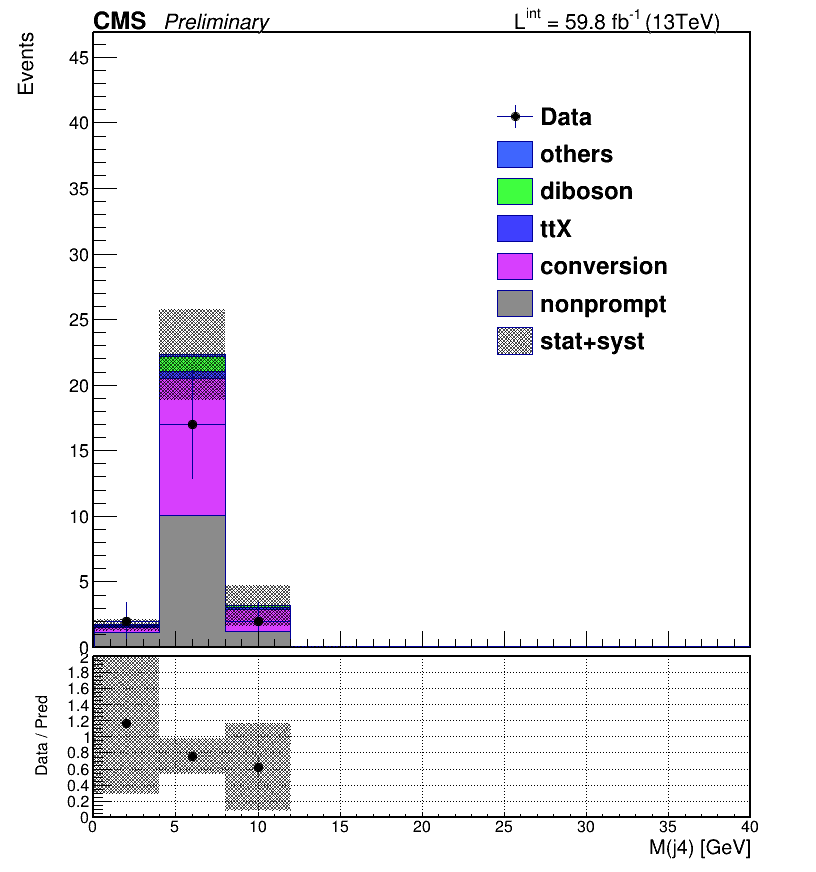 CMS Preliminary L^int = 59.8 fb^-1 (13TeV)
Events
45
40
35
30
25
20
15
10
5
0
Data
others
diboson
ttX
conversion
nonprompt
stat+syst
Data / Pred
2
1.8
1.6
1.4
1.2
1
0.8
0.6
0.4
0.2
0
0 5 10 15 20 25 30 35 40
M(j4) [GeV]